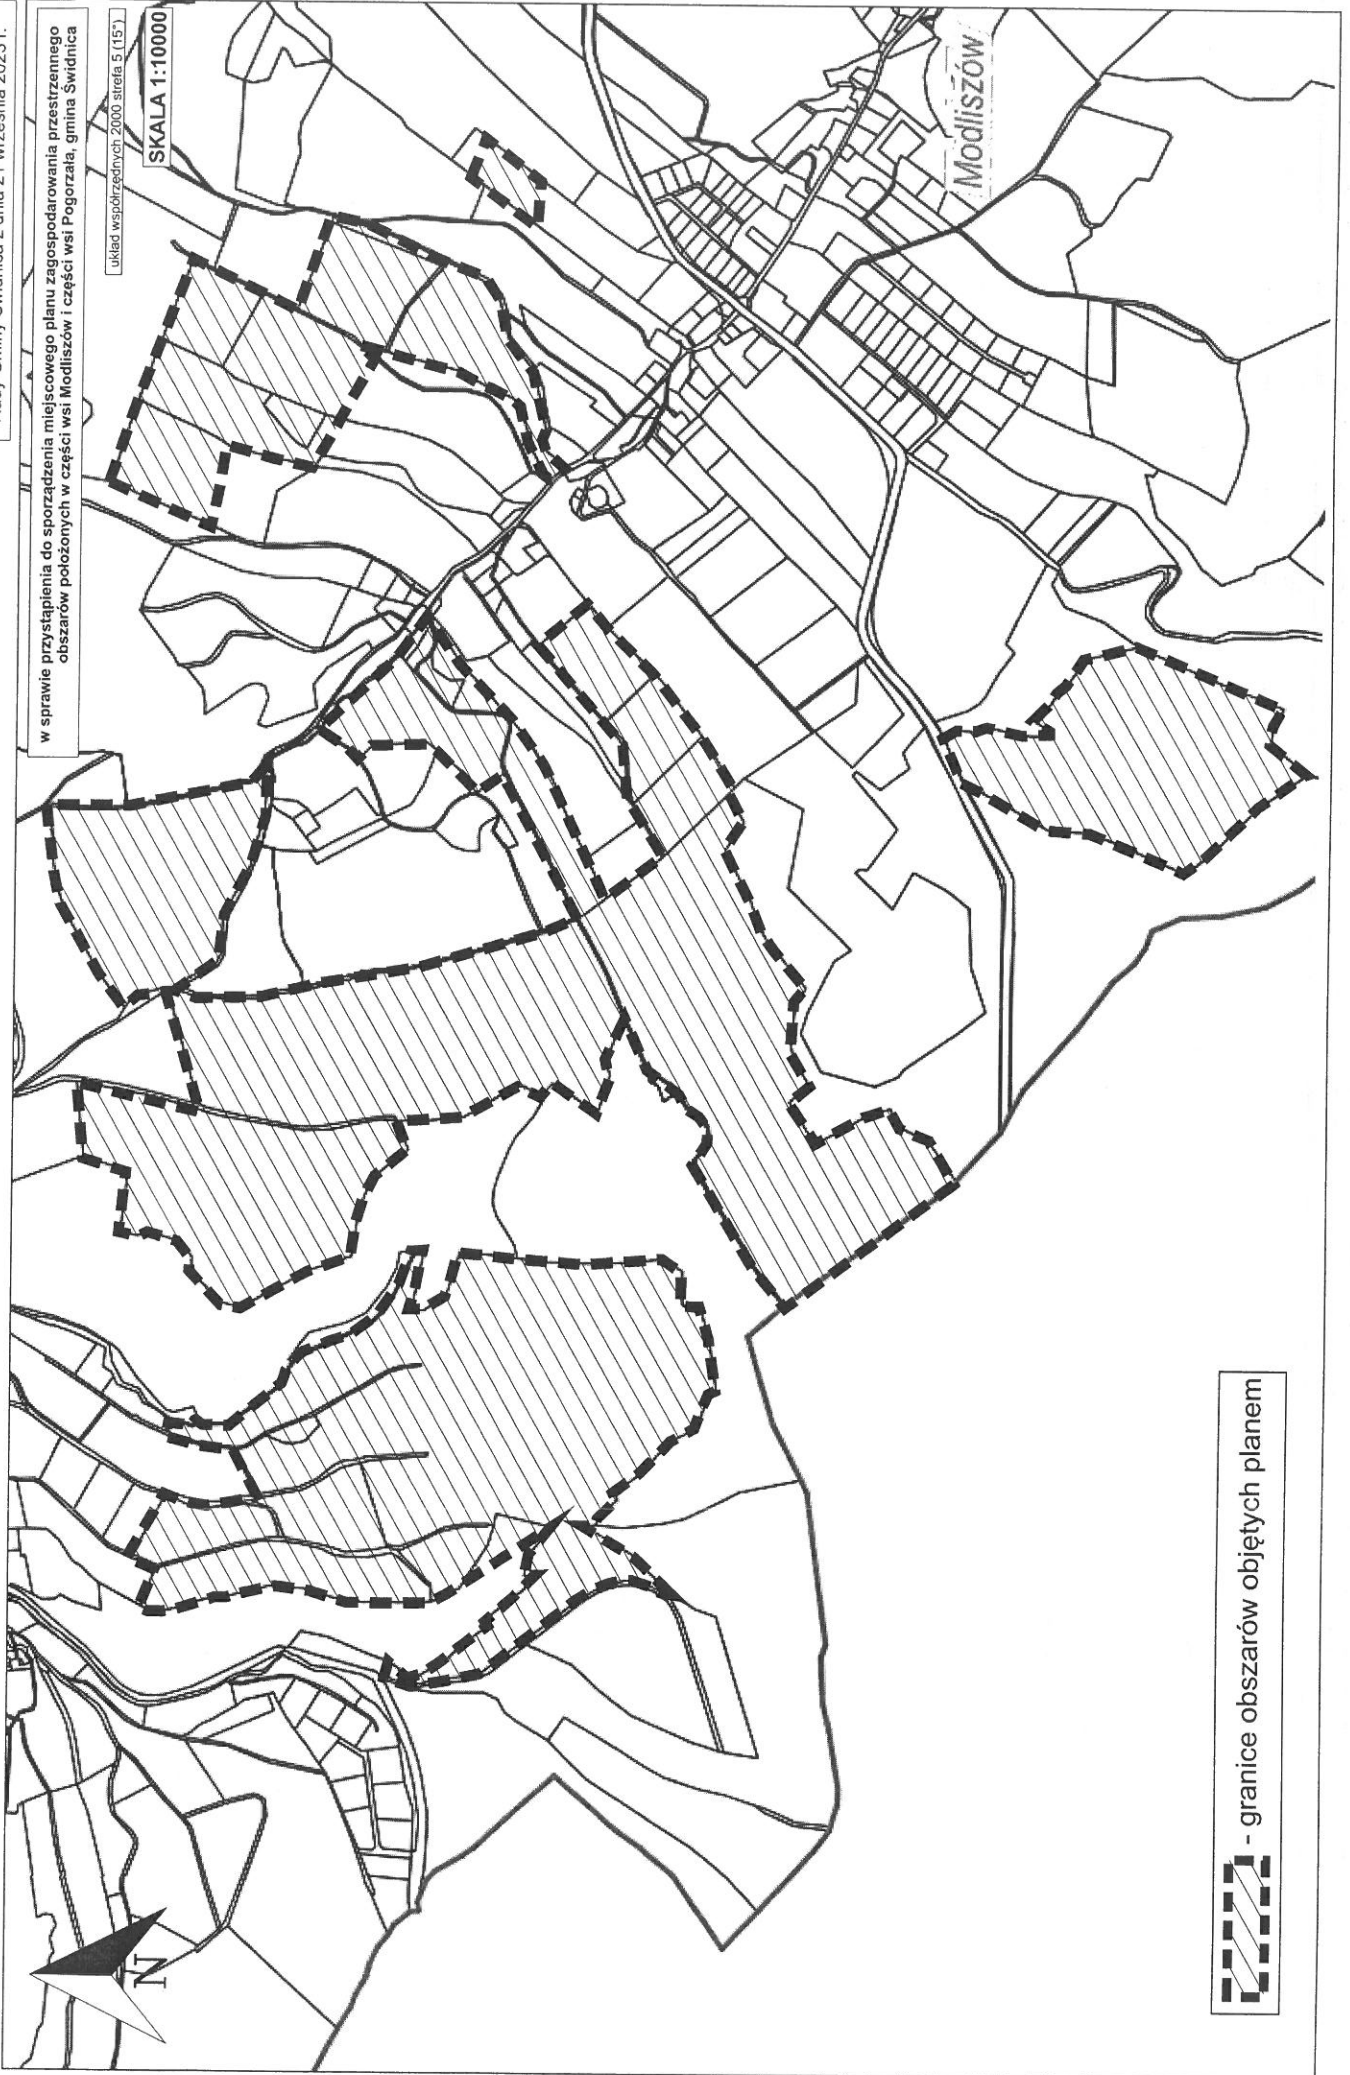 w sprawie przystąpienia do sporządzenia miejscowego planu zagospodarowania przestrzennego
obszarów położonych w części wsi Modliszów i części wsi Pogorzała, gmina Świdnica
układ współrzędnych 2000 strefa 5 (15°)
SKALA 1:10000
Modliszów
N
- granice obszarów objętych planem